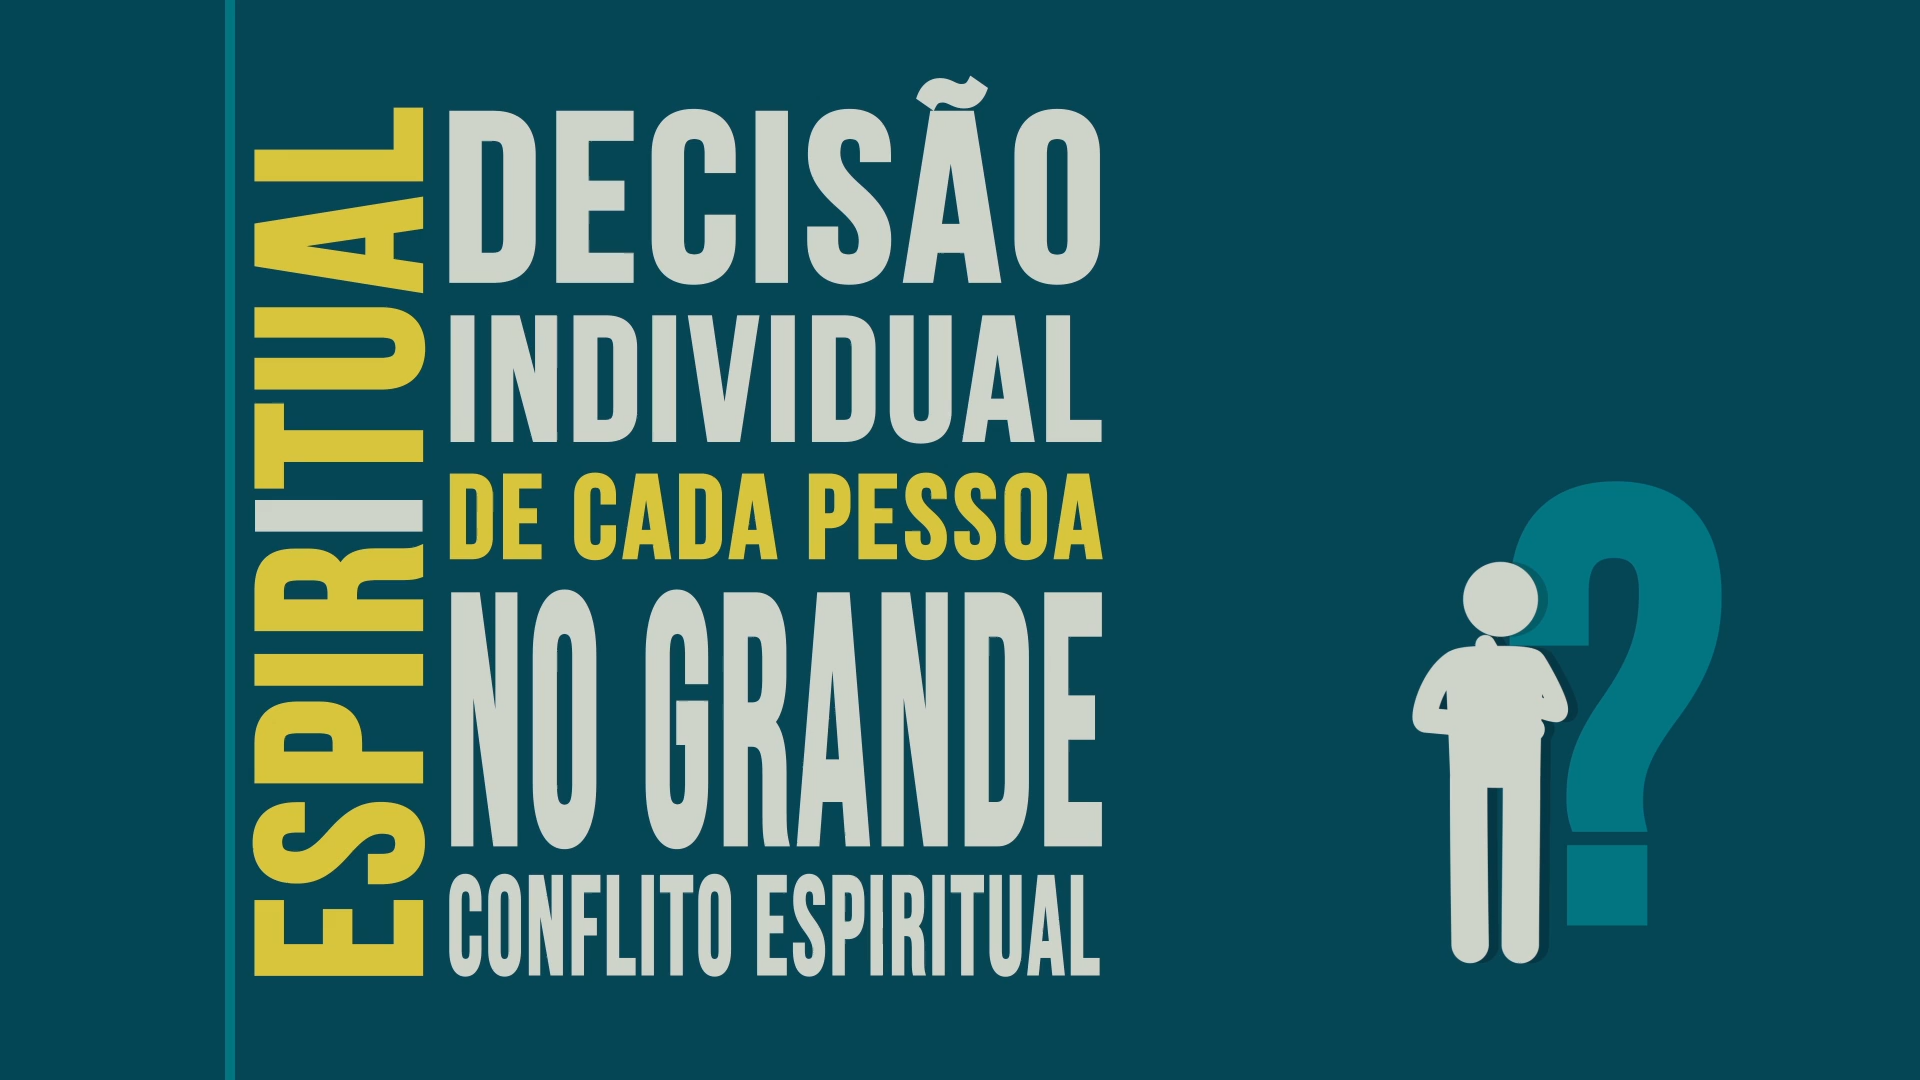 ESPIRITUAL
DECISÃO
INDIVIDUAL
DE CADA PESSOA
NO GRANDE
CONFLITO ESPIRITUAL
?